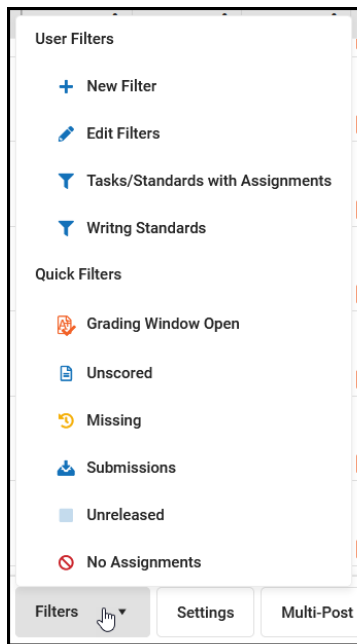 User Filters
New Filter
Edit Filters
Tasks/Standards with Assignments
Writng Standards
Quick Filters
Grading Window Open
Unscored
Missing
Submissions
Unreleased
No Assignments
Filters Settings Multi-Post